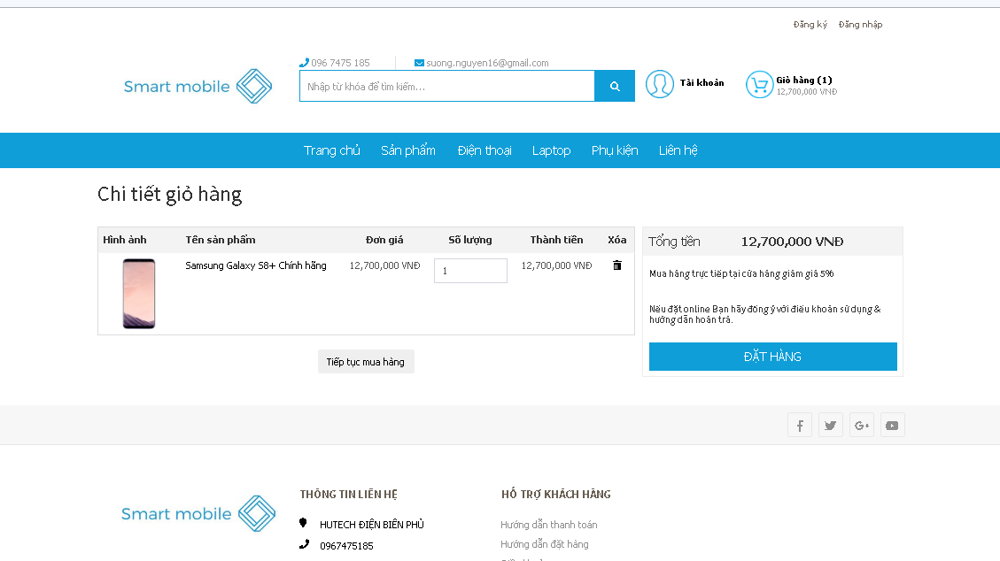 Đăng ký Đăng nhập
096 7475 185 suong.nguyen16@gmail.com
Smart mobile
Nhập từ khóa để tìm kiếm...
Tài khoản
Giỏ hàng (1)
12,700,000 VNĐ
Trang chủ Sản phẩm Điện thoại Laptop Phụ kiện Liên hệ
Chi tiết giỏ hàng
Hình ảnh Tên sản phẩm Đơn giá Số lượng Thành tiền Xóa
Samsung Galaxy S8+ Chính hãng 12,700,000 VNĐ 1 12,700,000 VNĐ
Tiếp tục mua hàng
Tổng tiền 12,700,000 VNĐ
Mua hàng trực tiếp tại cửa hàng giảm giá 5%
Nếu đặt online Bạn hãy đồng ý với điều khoản sử dụng &
hướng dẫn hoàn trả.
ĐẶT HÀNG
Smart mobile
THÔNG TIN LIÊN HỆ
HUTECH ĐIỆN BIÊN PHỦ
0967475185
HỖ TRỢ KHÁCH HÀNG
Hướng dẫn thanh toán
Hướng dẫn đặt hàng